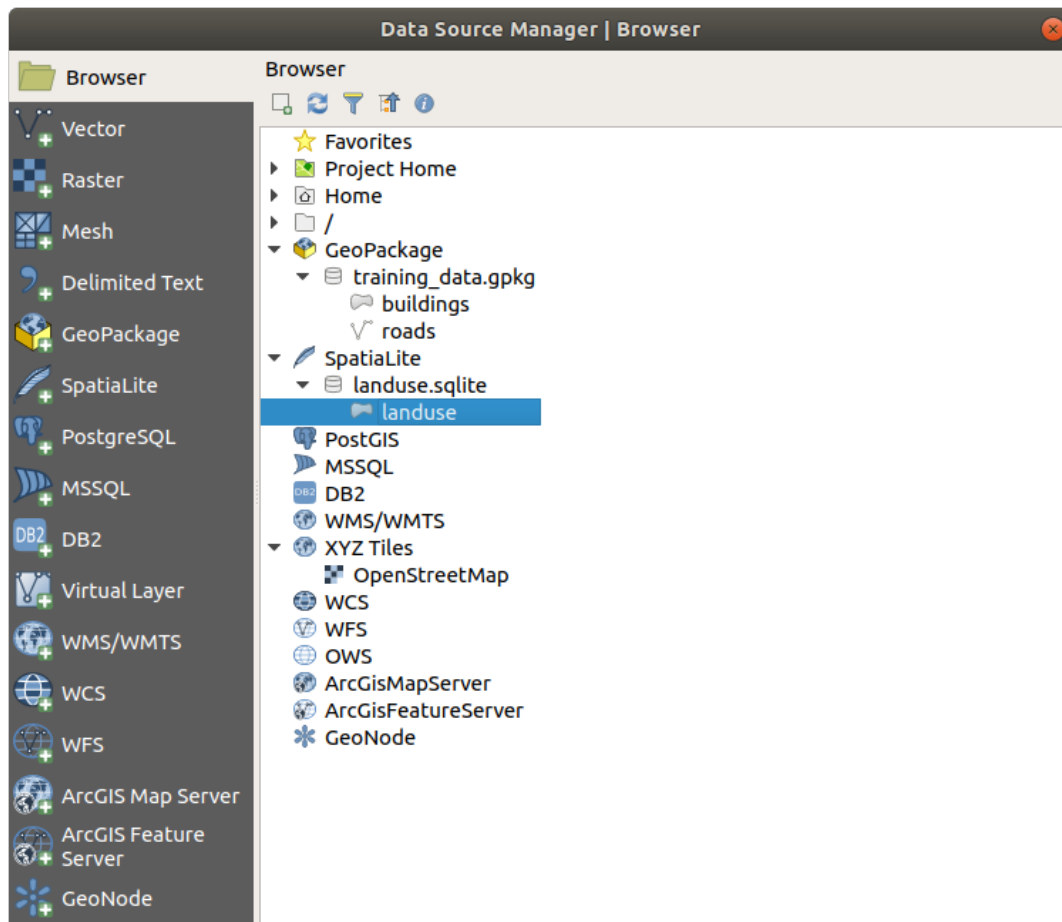 Data Source Manager | Browser
Browser
Vector
Raster
Mesh
Delimited Text
GeoPackage
SpatiaLite
PostgreSQL
MSSQL
DB2
DB2
Virtual Layer
WMS/WMTS
WCS
WFS
ArcGIS Map Server
ArcGIS Feature
Server
GeoNode
Browser
Favorites
Project Home
Home
/
GeoPackage
training_data.gpkg
buildings
roads
SpatiaLite
landuse.sqlite
landuse
PostGIS
MSSQL
DB2 DB2
WMS/WMTS
XYZ Tiles
OpenStreetMap
WCS
WFS
OWS
ArcGisMapServer
ArcGisFeatureServer
GeoNode